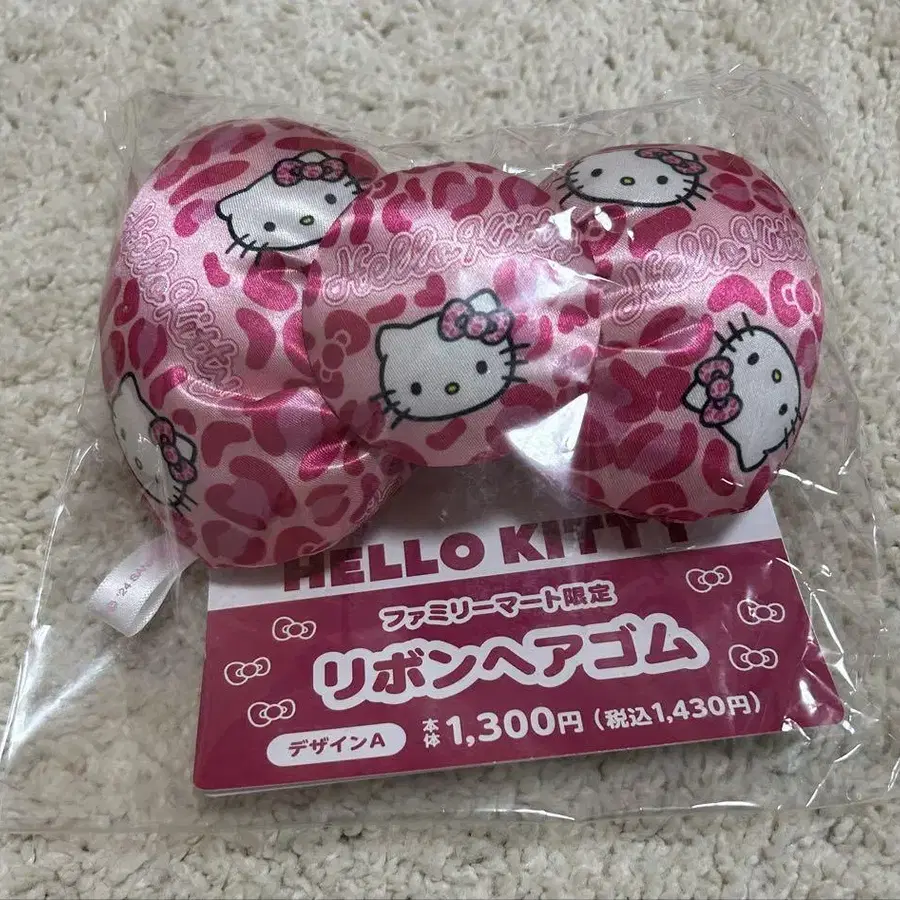 Hello Kitty
Hello Kitty
Hello Kitty
HELLO KITTY
ファミリーマート限定
リボンヘアゴム
デザインA
本体1,300円(税込1,430円)